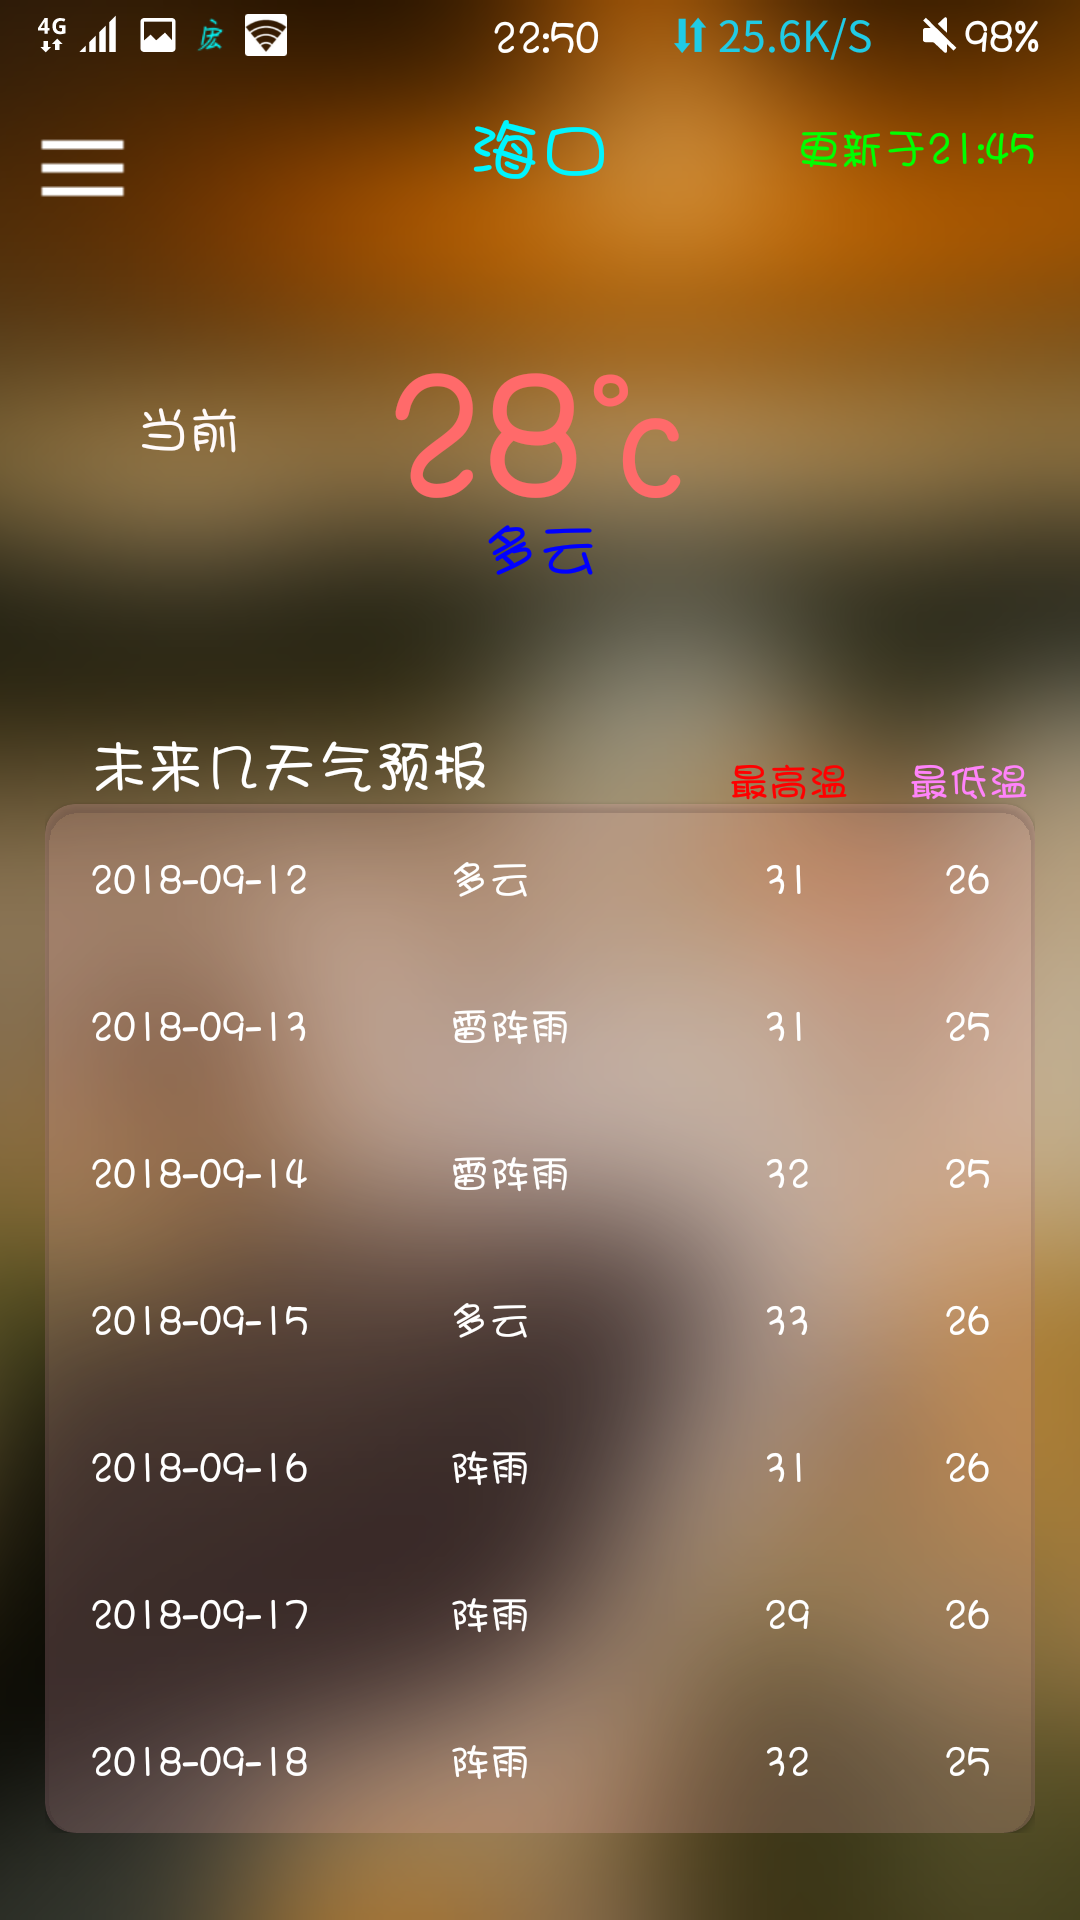 4G 宏 22:50 25.6K/S 98%
海口 更新于21:45
当前 28℃
多云
未来几天气预报 最高温 最低温
2018-09-12 多云 31 26
2018-09-13 雷阵雨 31 25
2018-09-14 雷阵雨 32 25
2018-09-15 多云 33 26
2018-09-16 阵雨 31 26
2018-09-17 阵雨 29 26
2018-09-18 阵雨 32 25